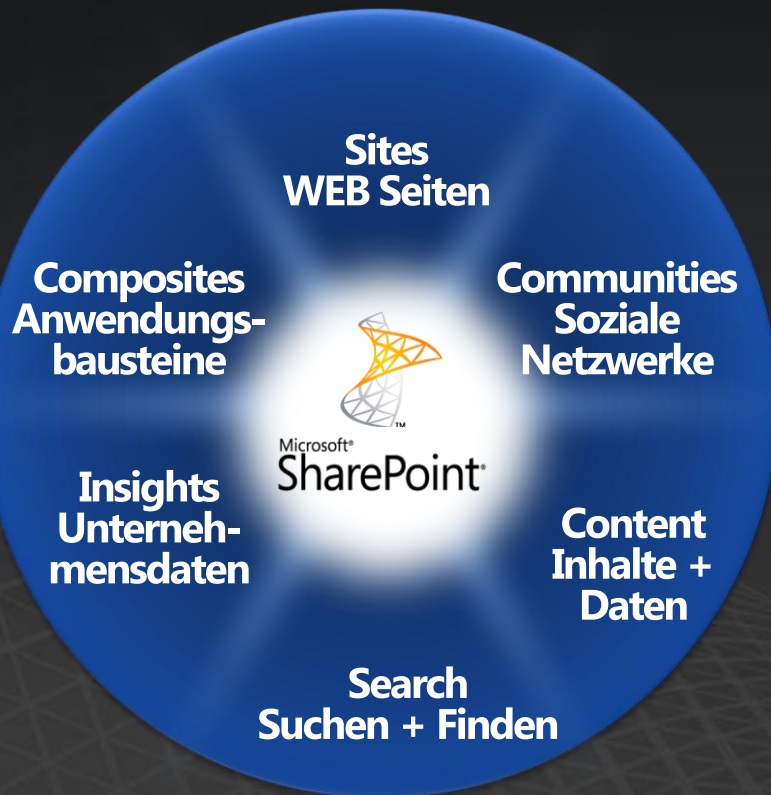 Sites
WEB Seiten
Communities
Soziale
Netzwerke
Content
Inhalte +
Daten
Search
Suchen + Finden
Insights
Unterneh-
mensdaten
Composites
Anwendungs-
bausteine
™
Microsoft®
SharePoint®